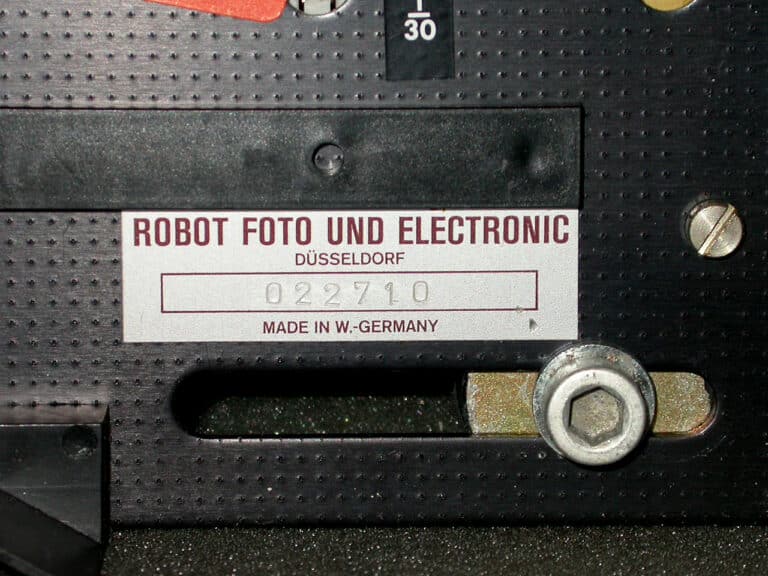 1
30
ROBOT FOTO UND ELECTRONIC
DÜSSELDORF
022710
MADE IN W.-GERMANY